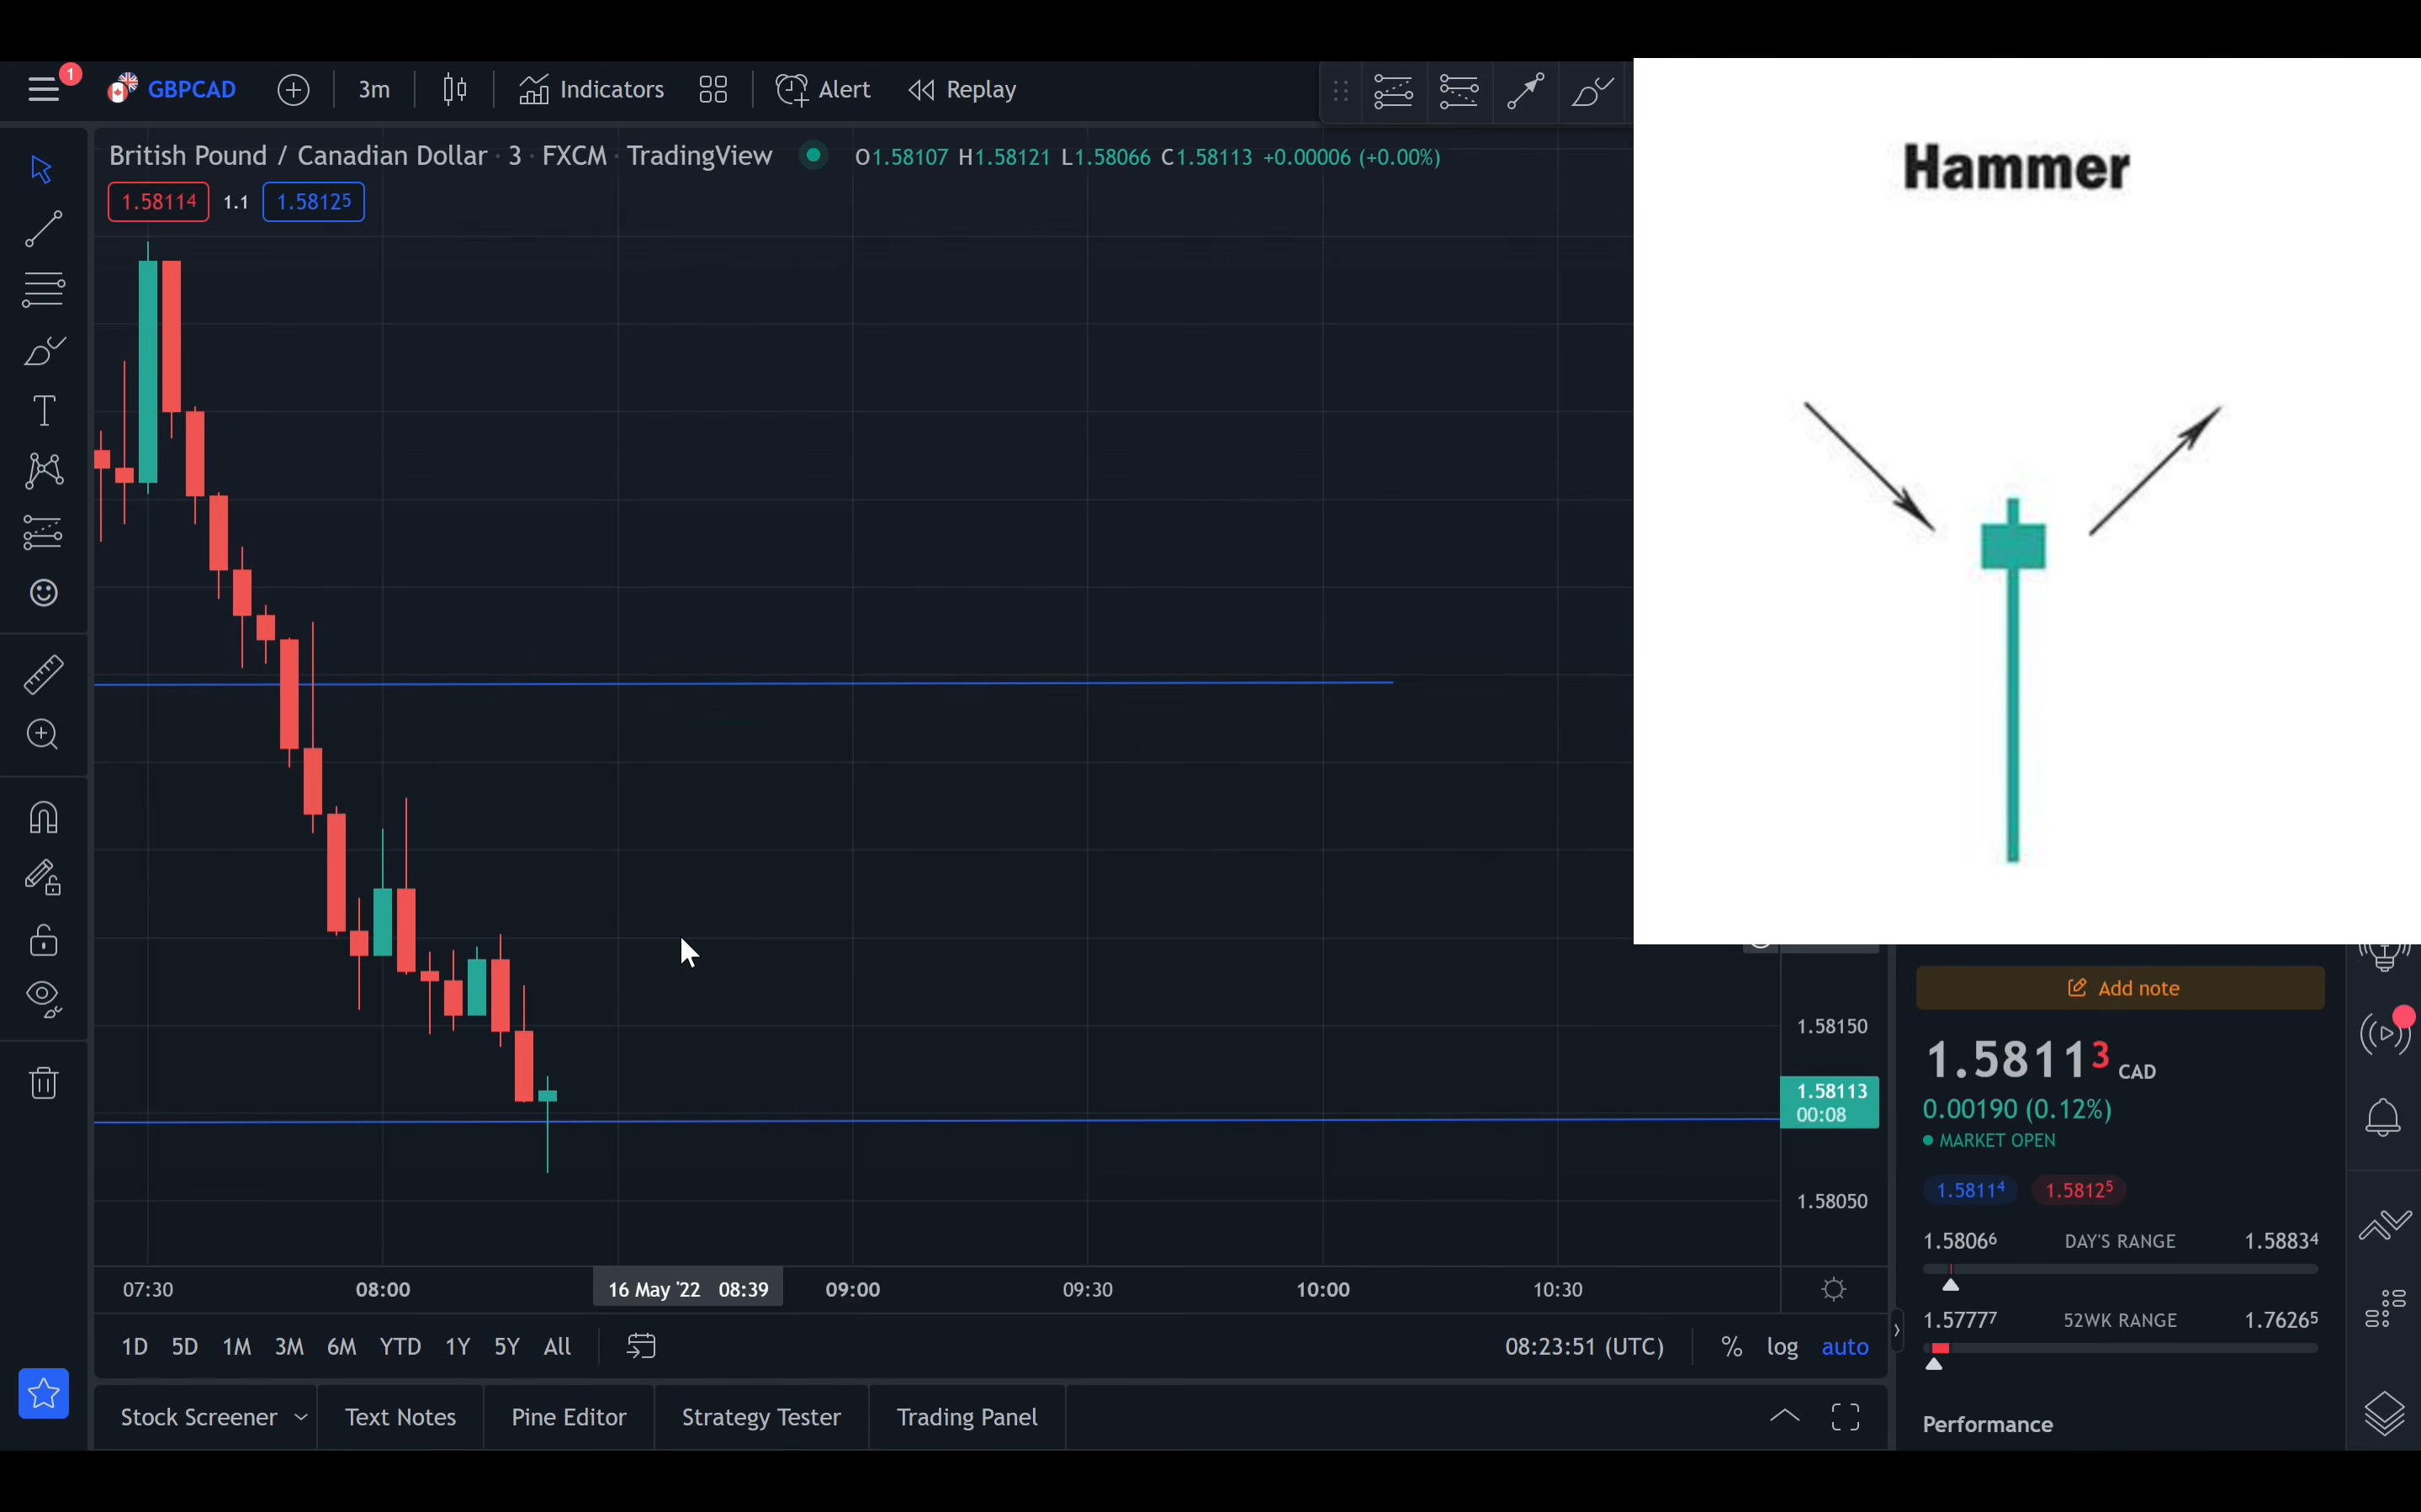 1
GBPCAD
3m
Indicators
Alert
Replay
British Pound / Canadian Dollar · 3 · FXCM · TradingView
O1.58107 H1.58121 L1.58066 C1.58113 +0.00006 (+0.00%)
1.58114 1.1 1.58125
Hammer
1.58150
1.58113
00:08
1.58050
07:30 08:00 16 May '22 08:39 09:00 09:30 10:00 10:30
1D 5D 1M 3M 6M YTD 1Y 5Y All
08:23:51 (UTC) % log auto
Stock Screener Text Notes Pine Editor Strategy Tester Trading Panel
Add note
1.58113 CAD
0.00190 (0.12%)
MARKET OPEN
1.58114 1.58125
1.58066 DAY'S RANGE 1.58834
1.57777 52WK RANGE 1.76265
Performance